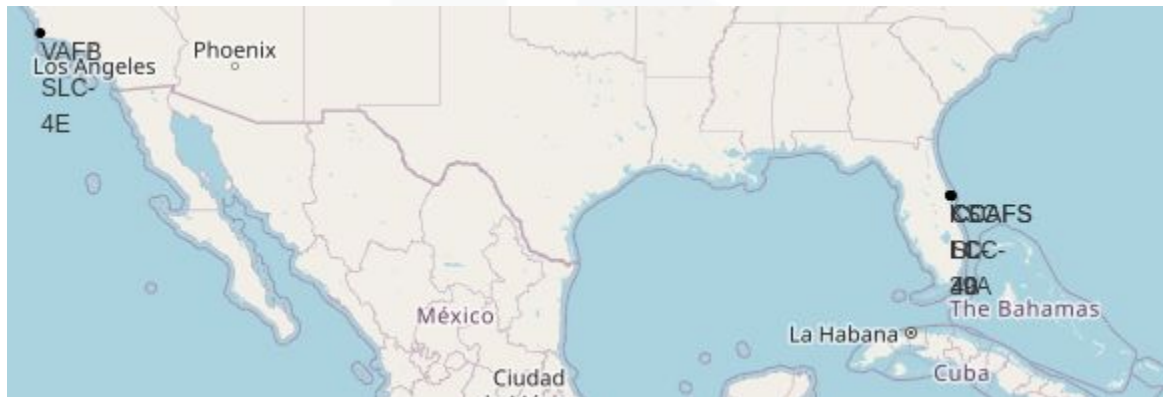 VAFB
Los Angeles
SLC-
4E
Phoenix
México
Ciudad
The Bahamas
La Habana
Cuba